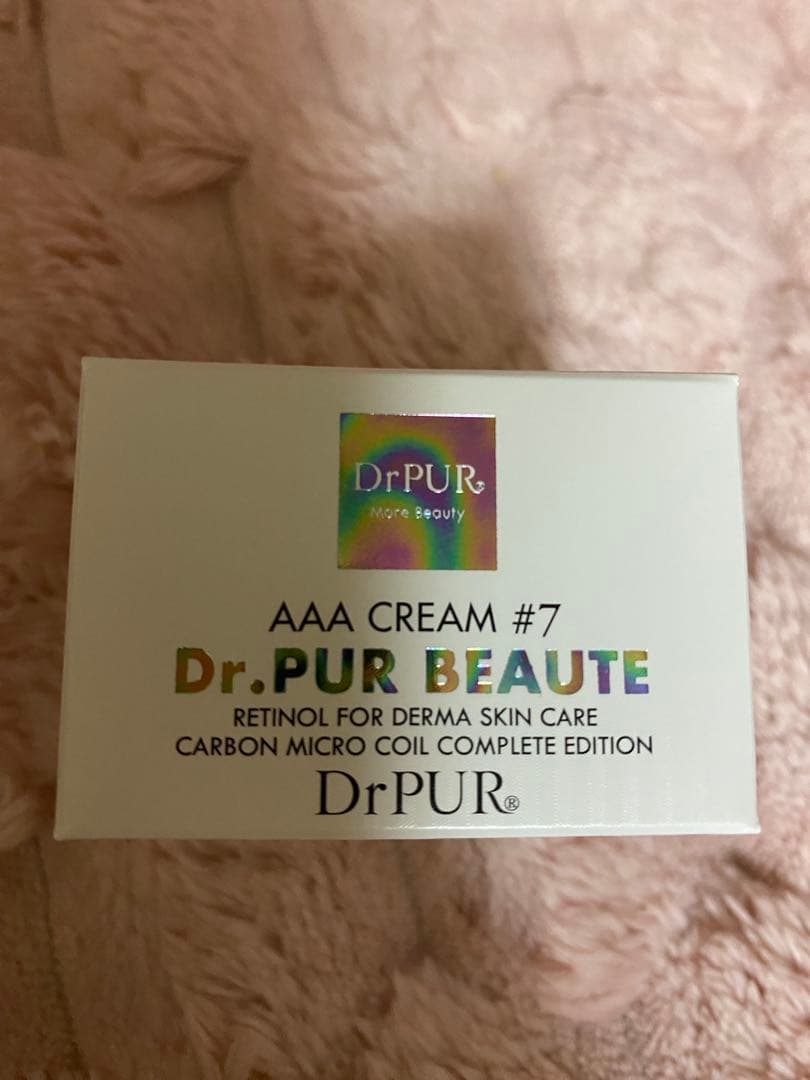 DrPUR®
More Beauty
AAA CREAM #7
Dr.PUR BEAUTE
RETINOL FOR DERMA SKIN CARE
CARBON MICRO COIL COMPLETE EDITION
DrPUR®